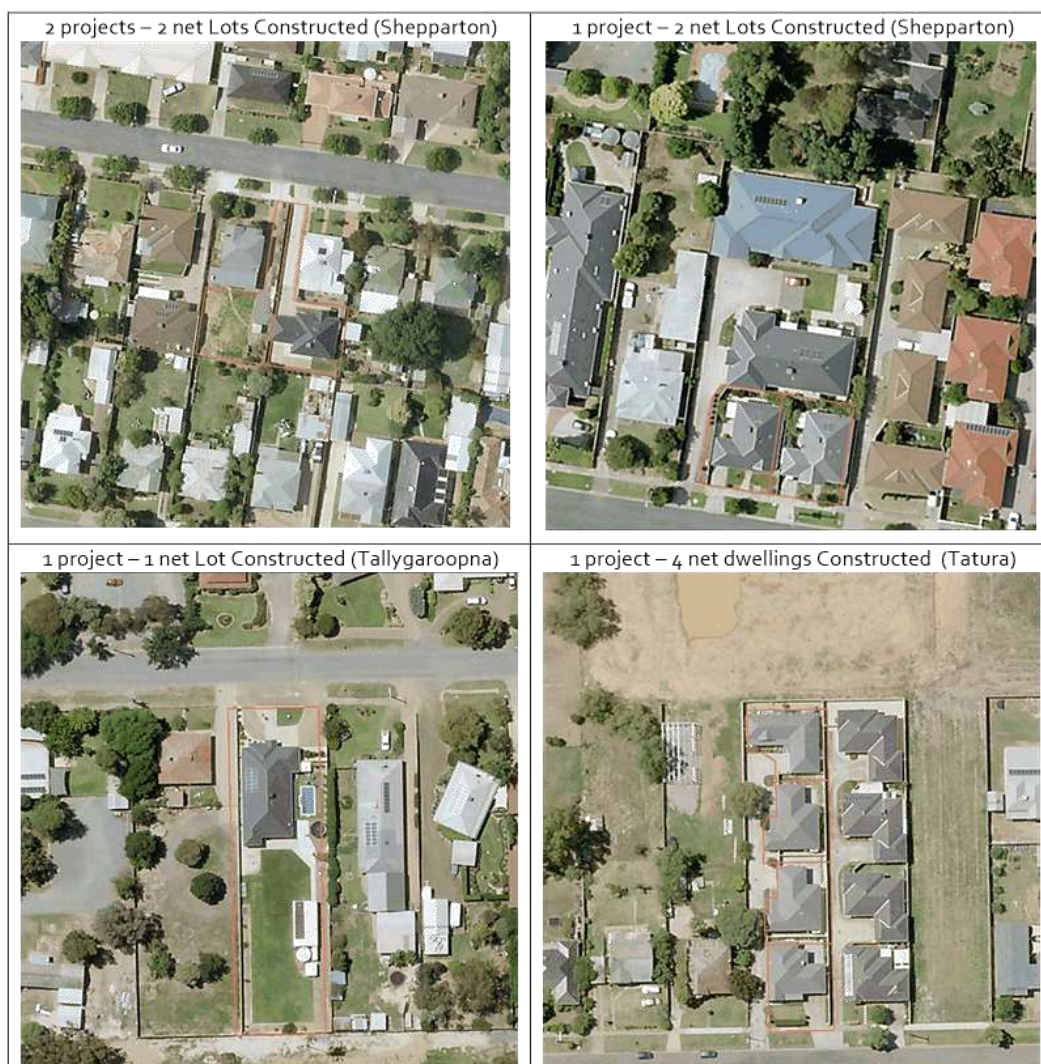 2 projects – 2 net Lots Constructed (Shepparton)
1 project – 2 net Lots Constructed (Shepparton)
1 project – 1 net Lot Constructed (Tallygaroopna)
1 project – 4 net dwellings Constructed (Tatura)